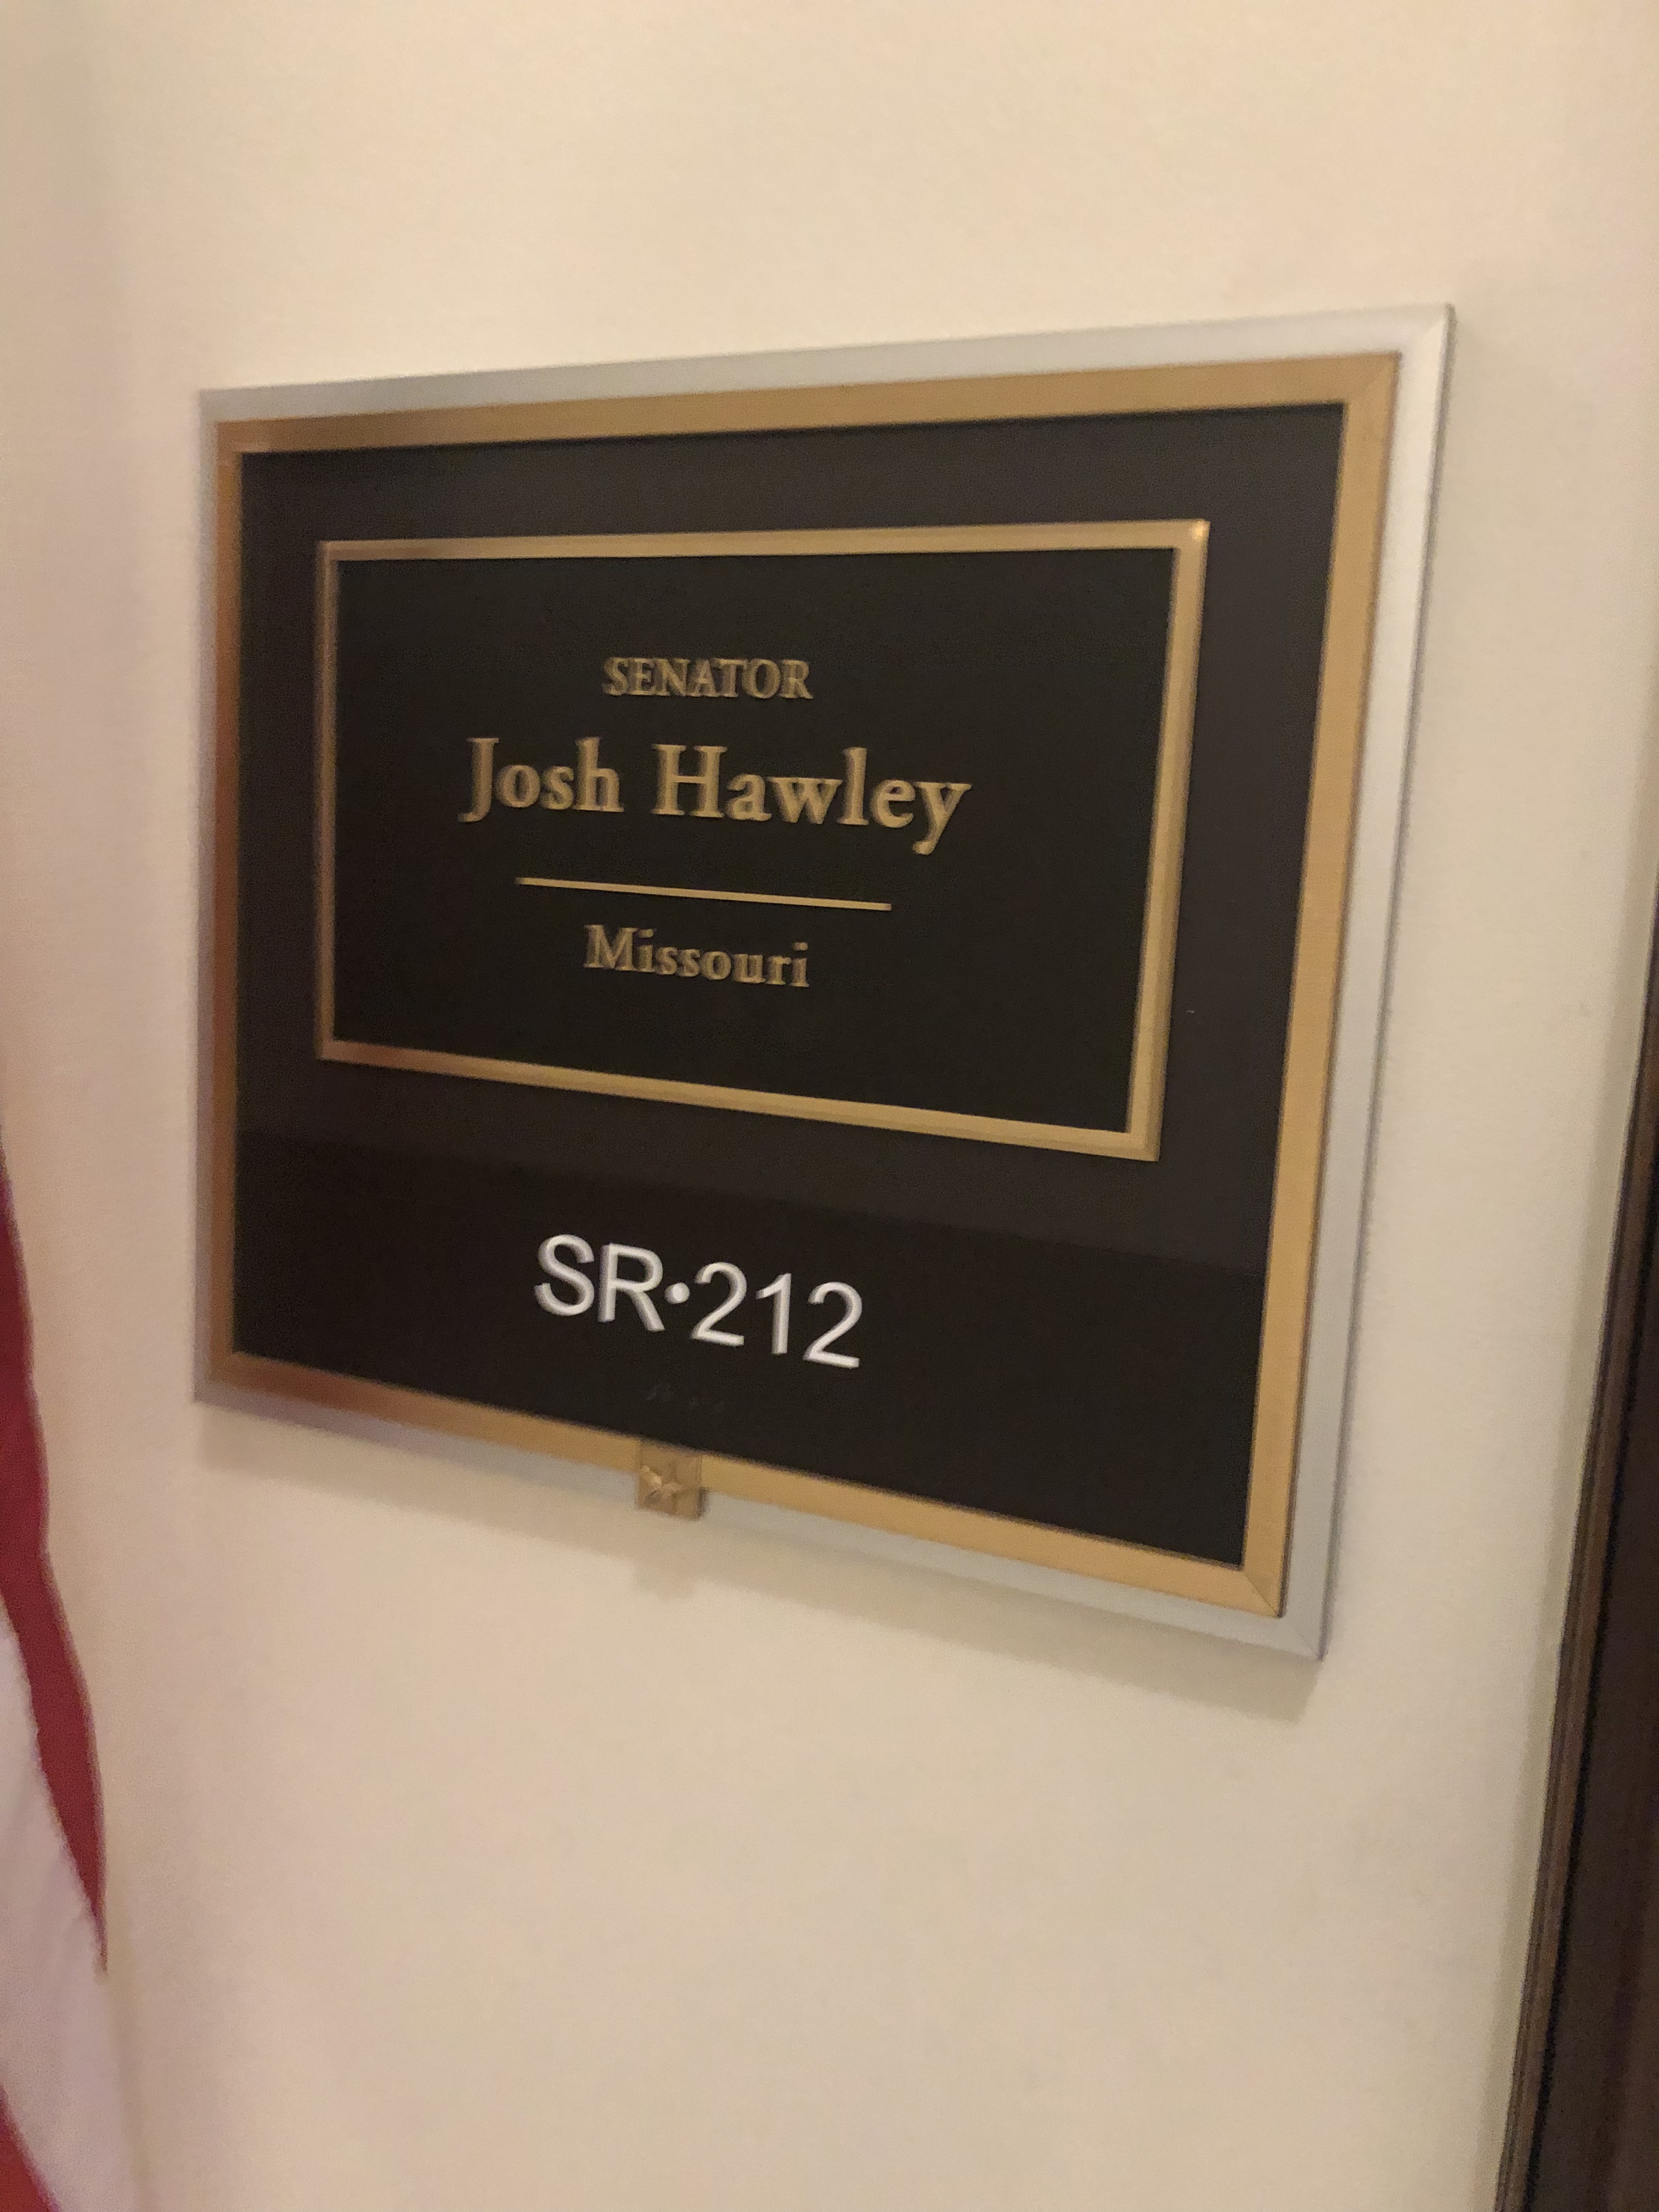 SENATOR
Josh Hawley
Missouri
SR·212